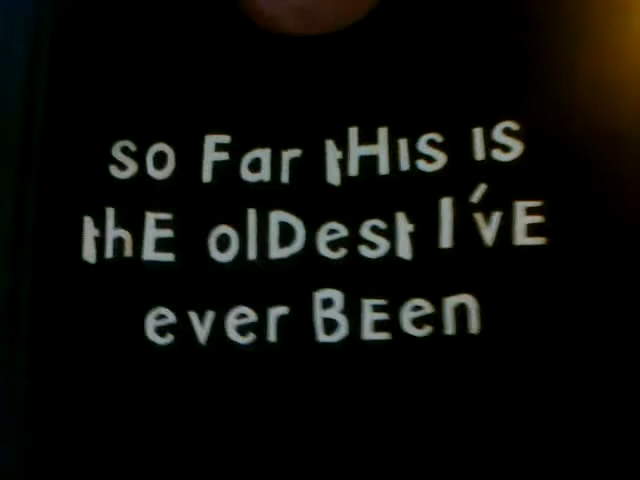 so Far tHIs Is
thE olDest I'vE
ever BEen